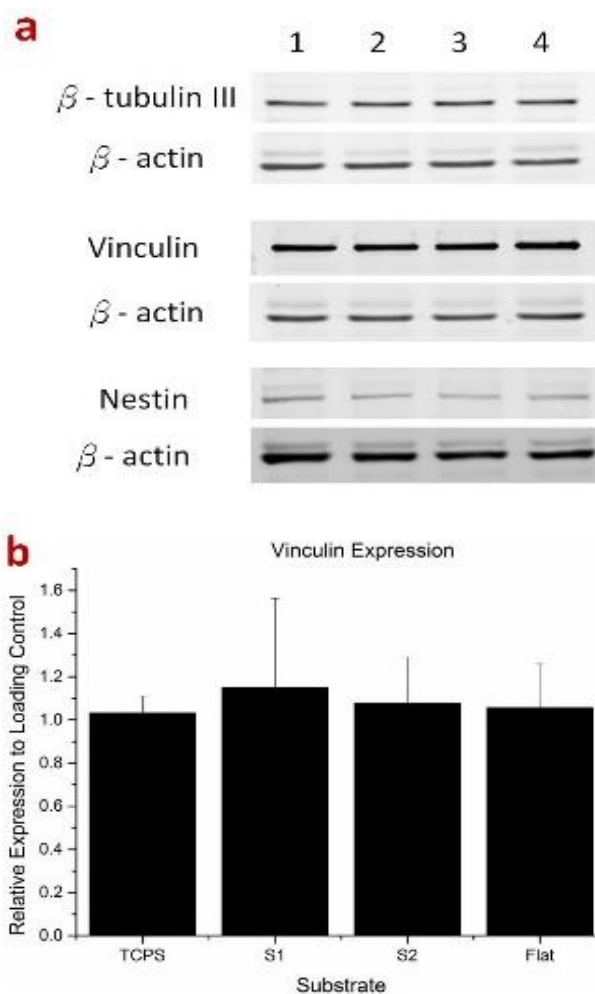 a
1 2 3 4
β - tubulin III
β - actin
Vinculin
β - actin
Nestin
β - actin
b
Vinculin Expression
Relative Expression to Loading Control
1.6
1.4
1.2
1.0
0.8
0.6
0.4
0.2
0.0
TCPS S1 S2 Flat
Substrate